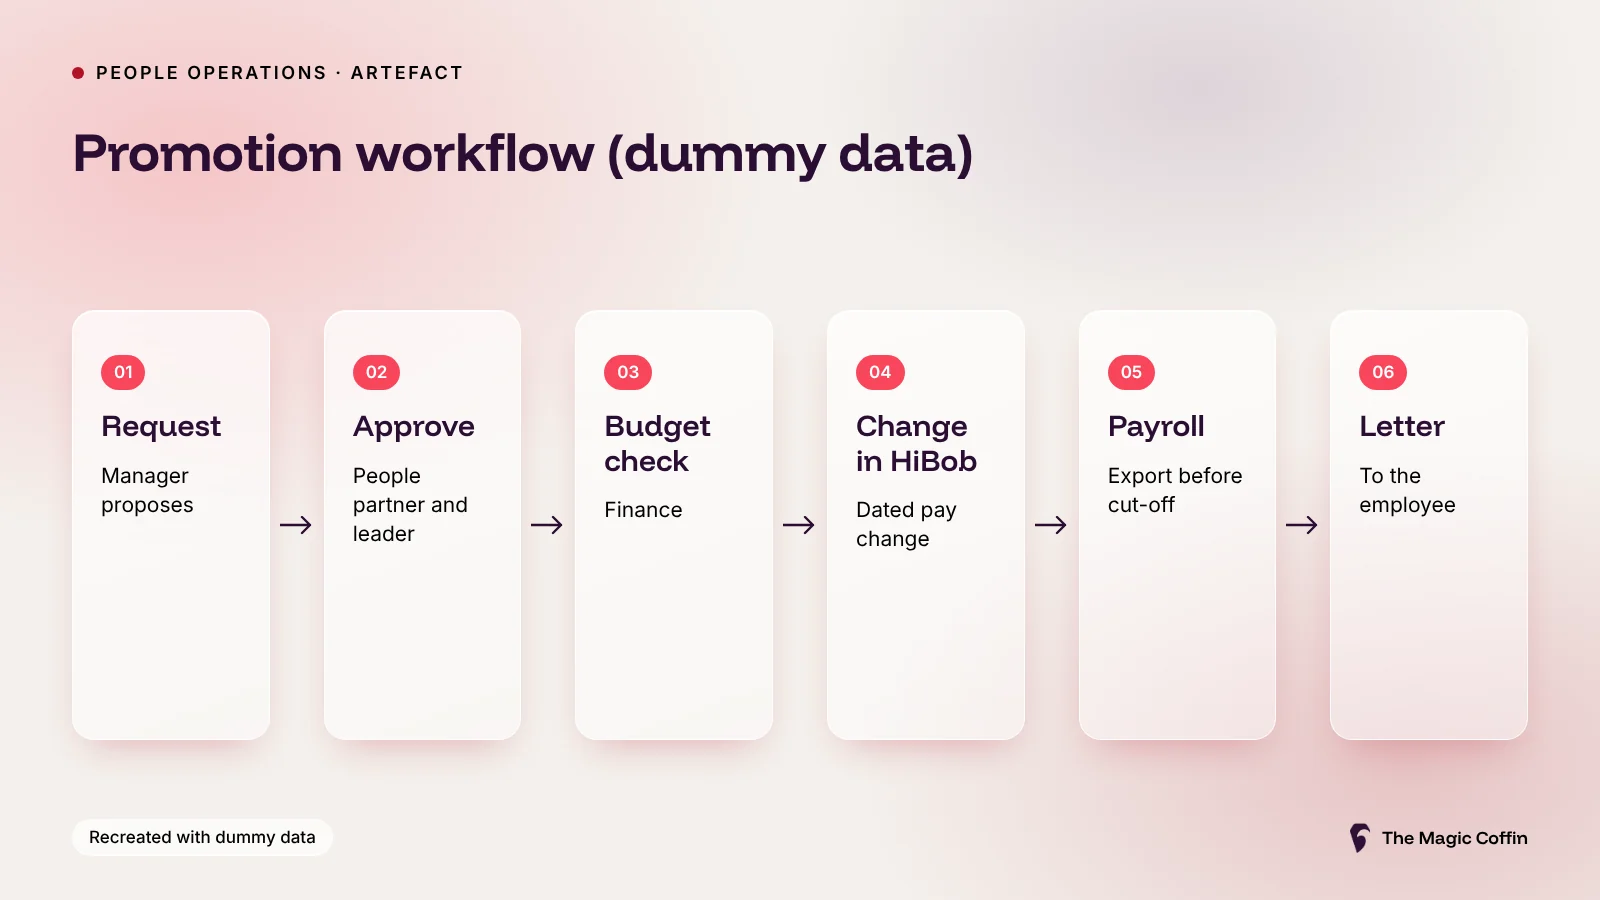 PEOPLE OPERATIONS · ARTEFACT
Promotion workflow (dummy data)
01
Request
Manager
proposes
02
Approve
People
partner and
leader
03
Budget
check
Finance
04
Change
in HiBob
Dated pay
change
05
Payroll
Export before
cut-off
06
Letter
To the
employee
Recreated with dummy data
The Magic Coffin